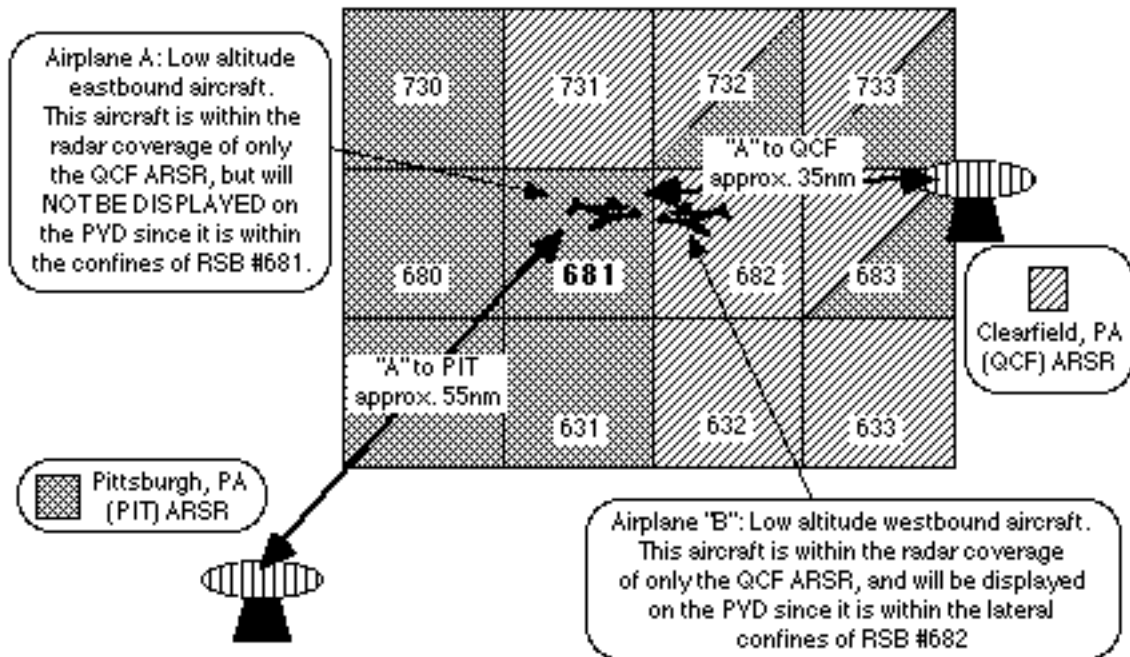 Airplane A: Low altitude
eastbound aircraft.
This aircraft is within the
radar coverage of only
the QCF ARSR, but will
NOT BE DISPLAYED on
the PVD since it is within
the confines of RSB #681.
730
731
732
733
"A" to QCF
approx. 35nm
680
681
682
683
"A" to PIT
approx. 55nm
631
632
633
Clearfield, PA
(QCF) ARSR
Pittsburgh, PA
(PIT) ARSR
Airplane "B": Low altitude westbound aircraft.
This aircraft is within the radar coverage
of only the QCF ARSR, and will be displayed
on the PVD since it is within the lateral
confines of RSB #682